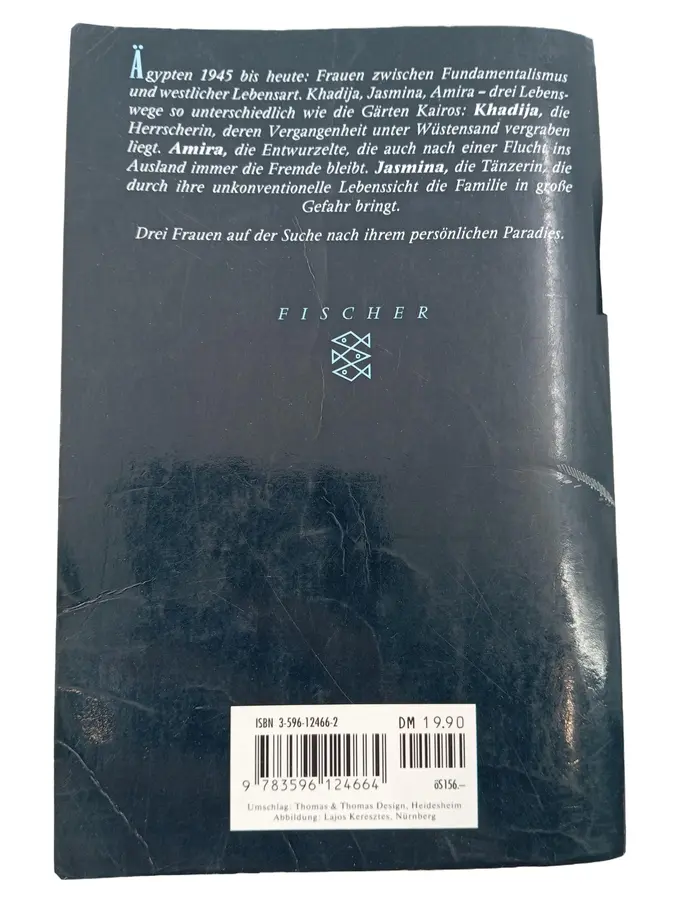 Ägypten 1945 bis heute: Frauen zwischen Fundamentalismus
und westlicher Lebensart. Khadija, Jasmina, Amira – drei Lebens-
wege so unterschiedlich wie die Gärten Kairos: Khadija, die
Herrscherin, deren Vergangenheit unter Wüstensand vergraben
liegt. Amira, die Entwurzelte, die auch nach einer Flucht ins
Ausland immer die Fremde bleibt. Jasmina, die Tänzerin, die
durch ihre unkonventionelle Lebenssicht die Familie in große
Gefahr bringt.
Drei Frauen auf der Suche nach ihrem persönlichen Paradies.
FISCHER
ISBN 3-596-12466-2 DM 19.90
9 783596 124664 öS 156.–
Umschlag: Thomas & Thomas Design, Heidesheim
Abbildung: Lajos Keresztes, Nürnberg